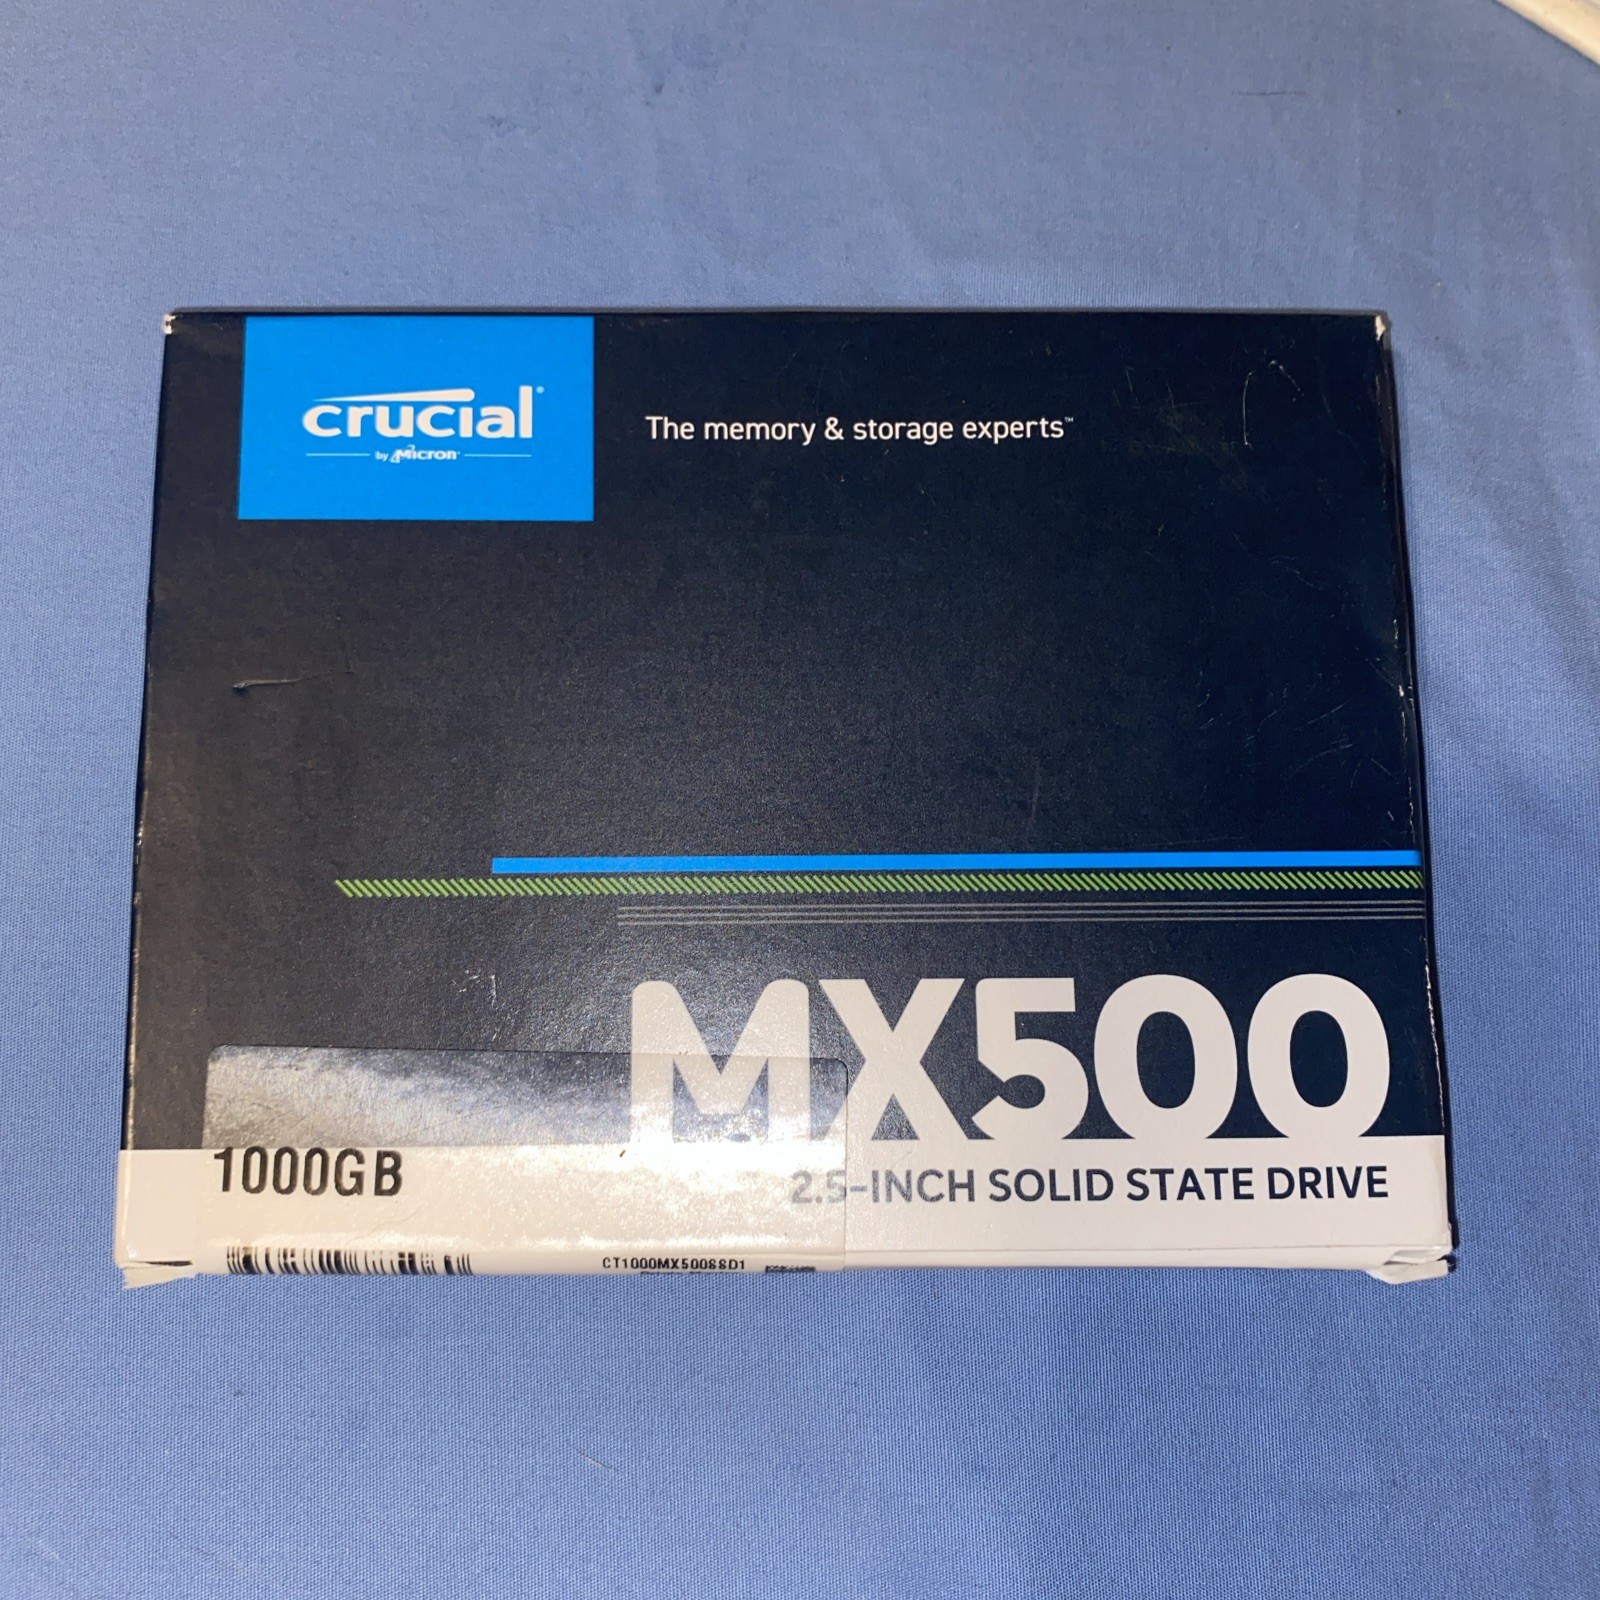 crucial®
by Micron®
The memory & storage experts™
MX500
2.5-INCH SOLID STATE DRIVE
1000GB
CT1000MX500SSD1